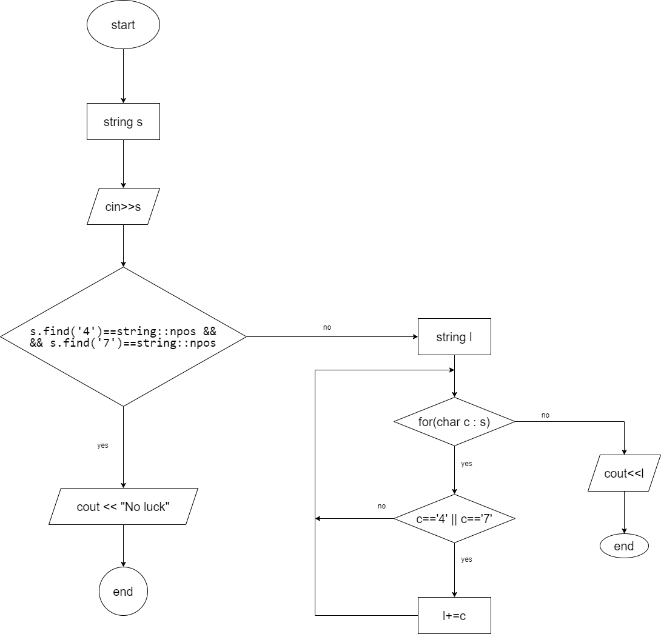 start
string s
cin>>s
s.find('4')==string::npos &&
&& s.find('7')==string::npos
no
string l
for(char c : s)
no
yes
yes
cout<<l
cout << "No luck"
no
c=='4' || c=='7'
end
yes
end
l+=c